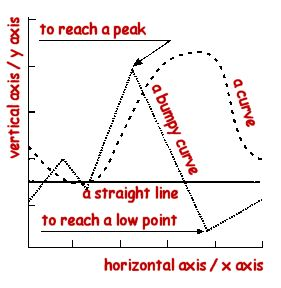 to reach a peak
vertical axis / y axis
a bumpy curve
a curve
a straight line
to reach a low point
horizontal axis / x axis